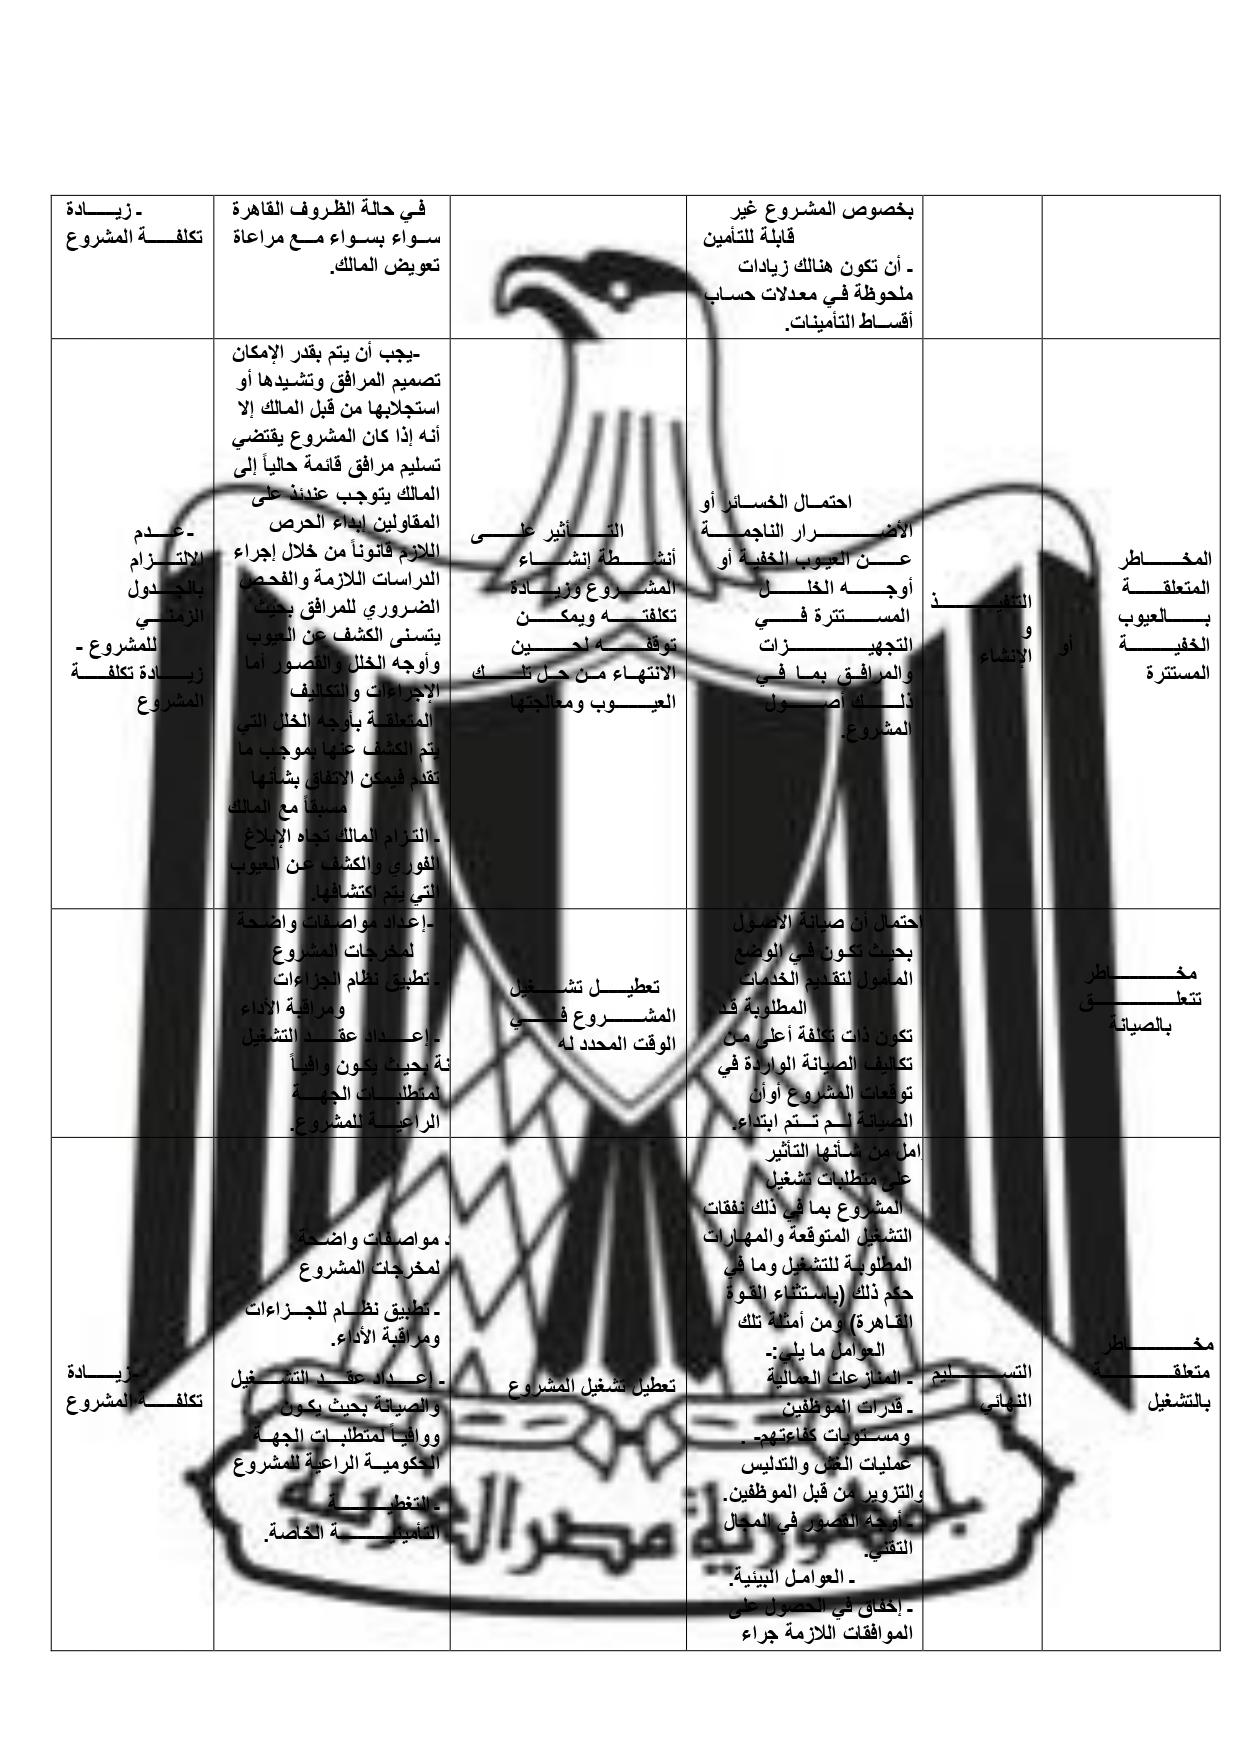 بخصوص المشروع غير
قابلة للتأمين
- أن تكون هنالك زيادات
ملحوظة في معدلات حساب
أقساط التأمينات.
في حالة الظروف القاهرة
سواء بسواء مع مراعاة
تعويض المالك.
- زيادة
تكلفة المشروع
المخاطر
المتعلقة
بالعيوب
الخفية أو
المستترة
التنفيذ
و
الإنشاء
احتمال الخسائر أو
الأضرار الناجمة
عن العيوب الخفية أو
أوجه الخلل
المستترة في
التجهيزات
والمرافق بما في
ذلك أصول
المشروع.
التأثير على
أنشطة إنشاء
المشروع وزيادة
تكلفته ويمكن
توقفه لحين
الانتهاء من حل تلك
العيوب ومعالجتها
-يجب أن يتم بقدر الإمكان
تصميم المرافق وتشيدها أو
استجلابها من قبل المالك إلا
أنه إذا كان المشروع يقتضي
تسليم مرافق قائمة حالياً إلى
المالك يتوجب عندئذ على
المقاولين إبداء الحرص
اللازم قانوناً من خلال إجراء
الدراسات اللازمة والفحص
الضروري للمرافق بحيث
يتسنى الكشف عن العيوب
وأوجه الخلل والقصور أما
الإجراءات والتكاليف
المتعلقة بأوجه الخلل التي
يتم الكشف عنها بموجب ما
تقدم فيمكن الاتفاق بشأنها
مسبقاً مع المالك
- التزام المالك تجاه الإبلاغ
الفوري والكشف عن العيوب
التي يتم اكتشافها.
-عدم
الالتزام
بالجدول
الزمني
للمشروع -
زيادة تكلفة
المشروع
مخاطر
تتعلق
بالصيانة
احتمال أن صيانة الأصول
بحيث تكون في الوضع
المأمول لتقديم الخدمات
المطلوبة قد
تكون ذات تكلفة أعلى من
تكاليف الصيانة الواردة في
توقعات المشروع أوأن
الصيانة لم تتم ابتداء.
تعطيل تشغيل
المشروع في
الوقت المحدد له
-إعداد مواصفات واضحة
لمخرجات المشروع
- تطبيق نظام الجزاءات
ومراقبة الأداء
- إعداد عقد التشغيل
نة بحيث يكون وافياً
لمتطلبات الجهة
الراعية للمشروع.
مخاطر
متعلقة
بالتشغيل
التسليم
النهائي
امل من شأنها التأثير
على متطلبات تشغيل
المشروع بما في ذلك نفقات
التشغيل المتوقعة والمهارات
المطلوبة للتشغيل وما في
حكم ذلك (باستثناء القوة
القاهرة) ومن أمثلة تلك
العوامل ما يلي:-
- المنازعات العمالية
- قدرات الموظفين
ومستويات كفاءتهم- .
عمليات الغش والتدليس
والتزوير من قبل الموظفين.
- أوجه القصور في المجال
التقني.
- العوامل البيئية.
- إخفاق في الحصول على
الموافقات اللازمة جراء
تعطيل تشغيل المشروع
د مواصفات واضحة
لمخرجات المشروع
- تطبيق نظام للجزاءات
ومراقبة الأداء.
- إعداد عقد التشغيل
والصيانة بحيث يكون
ووافياً لمتطلبات الجهة
الحكومية الراعية للمشروع
- التغطية
التأمينية الخاصة.
- زيادة
تكلفة المشروع
جمهورية مصر العربية